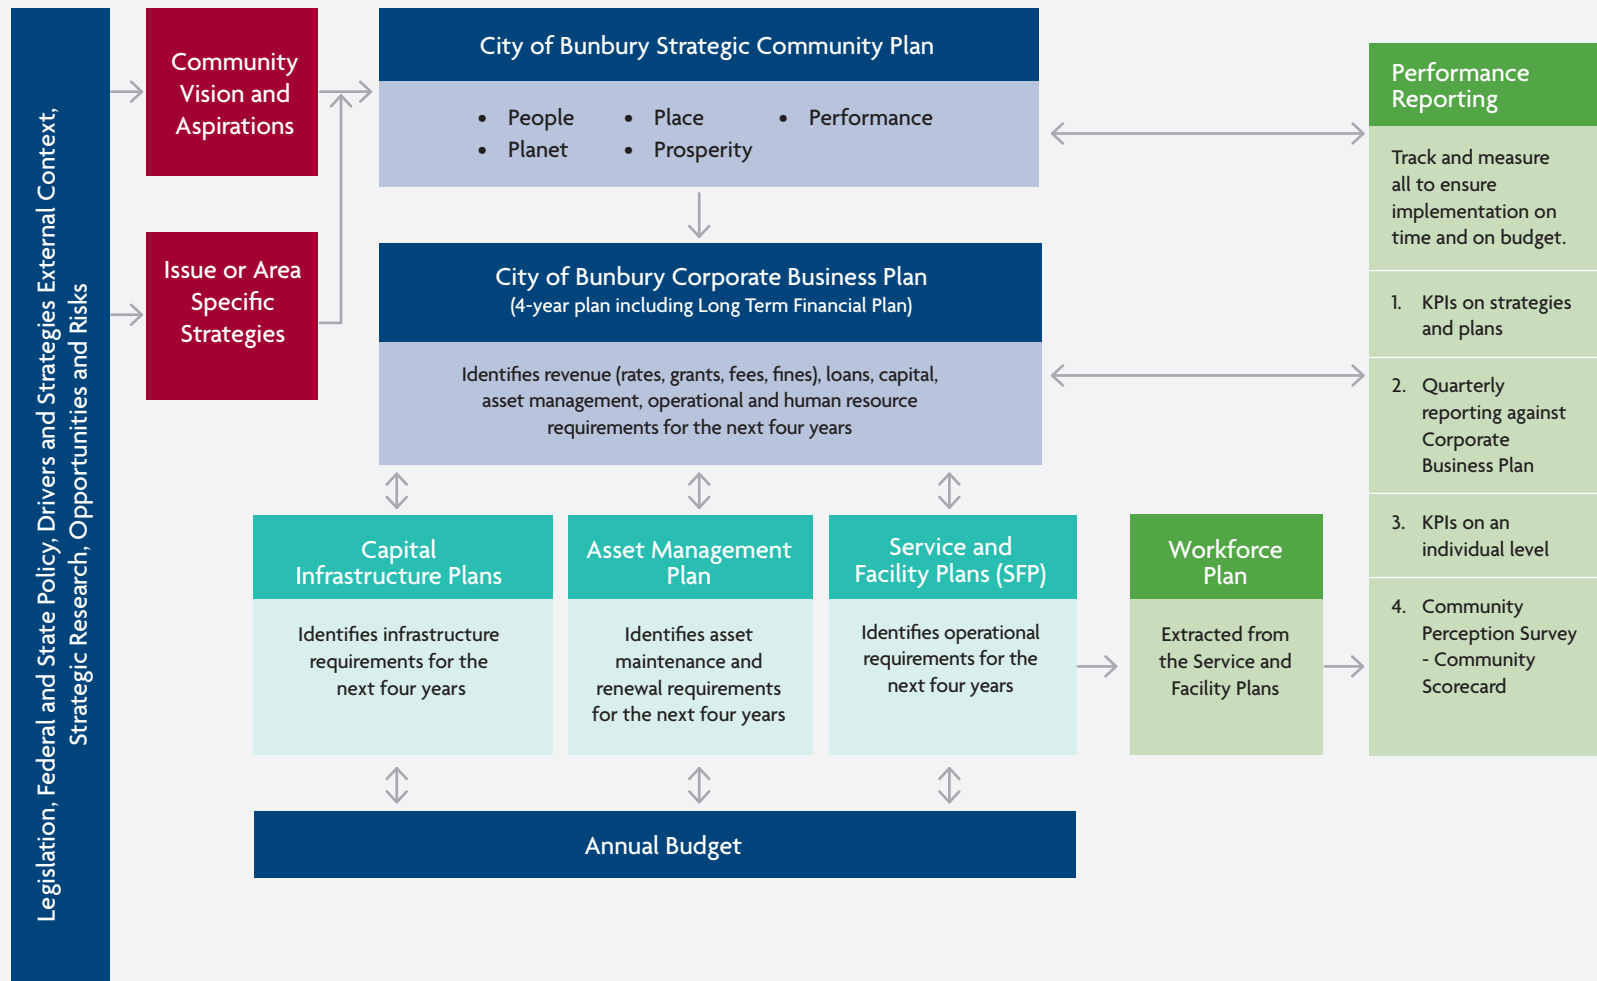 Legislation, Federal and State Policy, Drivers and Strategies External Context,
Strategic Research, Opportunities and Risks
Community
Vision and
Aspirations
Issue or Area
Specific
Strategies
City of Bunbury Strategic Community Plan
• People • Place • Performance
• Planet • Prosperity
City of Bunbury Corporate Business Plan
(4-year plan including Long Term Financial Plan)
Identifies revenue (rates, grants, fees, fines), loans, capital,
asset management, operational and human resource
requirements for the next four years
Capital
Infrastructure Plans
Identifies infrastructure
requirements for the
next four years
Asset Management
Plan
Identifies asset
maintenance and
renewal requirements
for the next four years
Service and
Facility Plans (SFP)
Identifies operational
requirements for the
next four years
Workforce
Plan
Extracted from
the Service and
Facility Plans
Annual Budget
Performance
Reporting
Track and measure
all to ensure
implementation on
time and on budget.
1. KPIs on strategies
and plans
2. Quarterly
reporting against
Corporate
Business Plan
3. KPIs on an
individual level
4. Community
Perception Survey
- Community
Scorecard